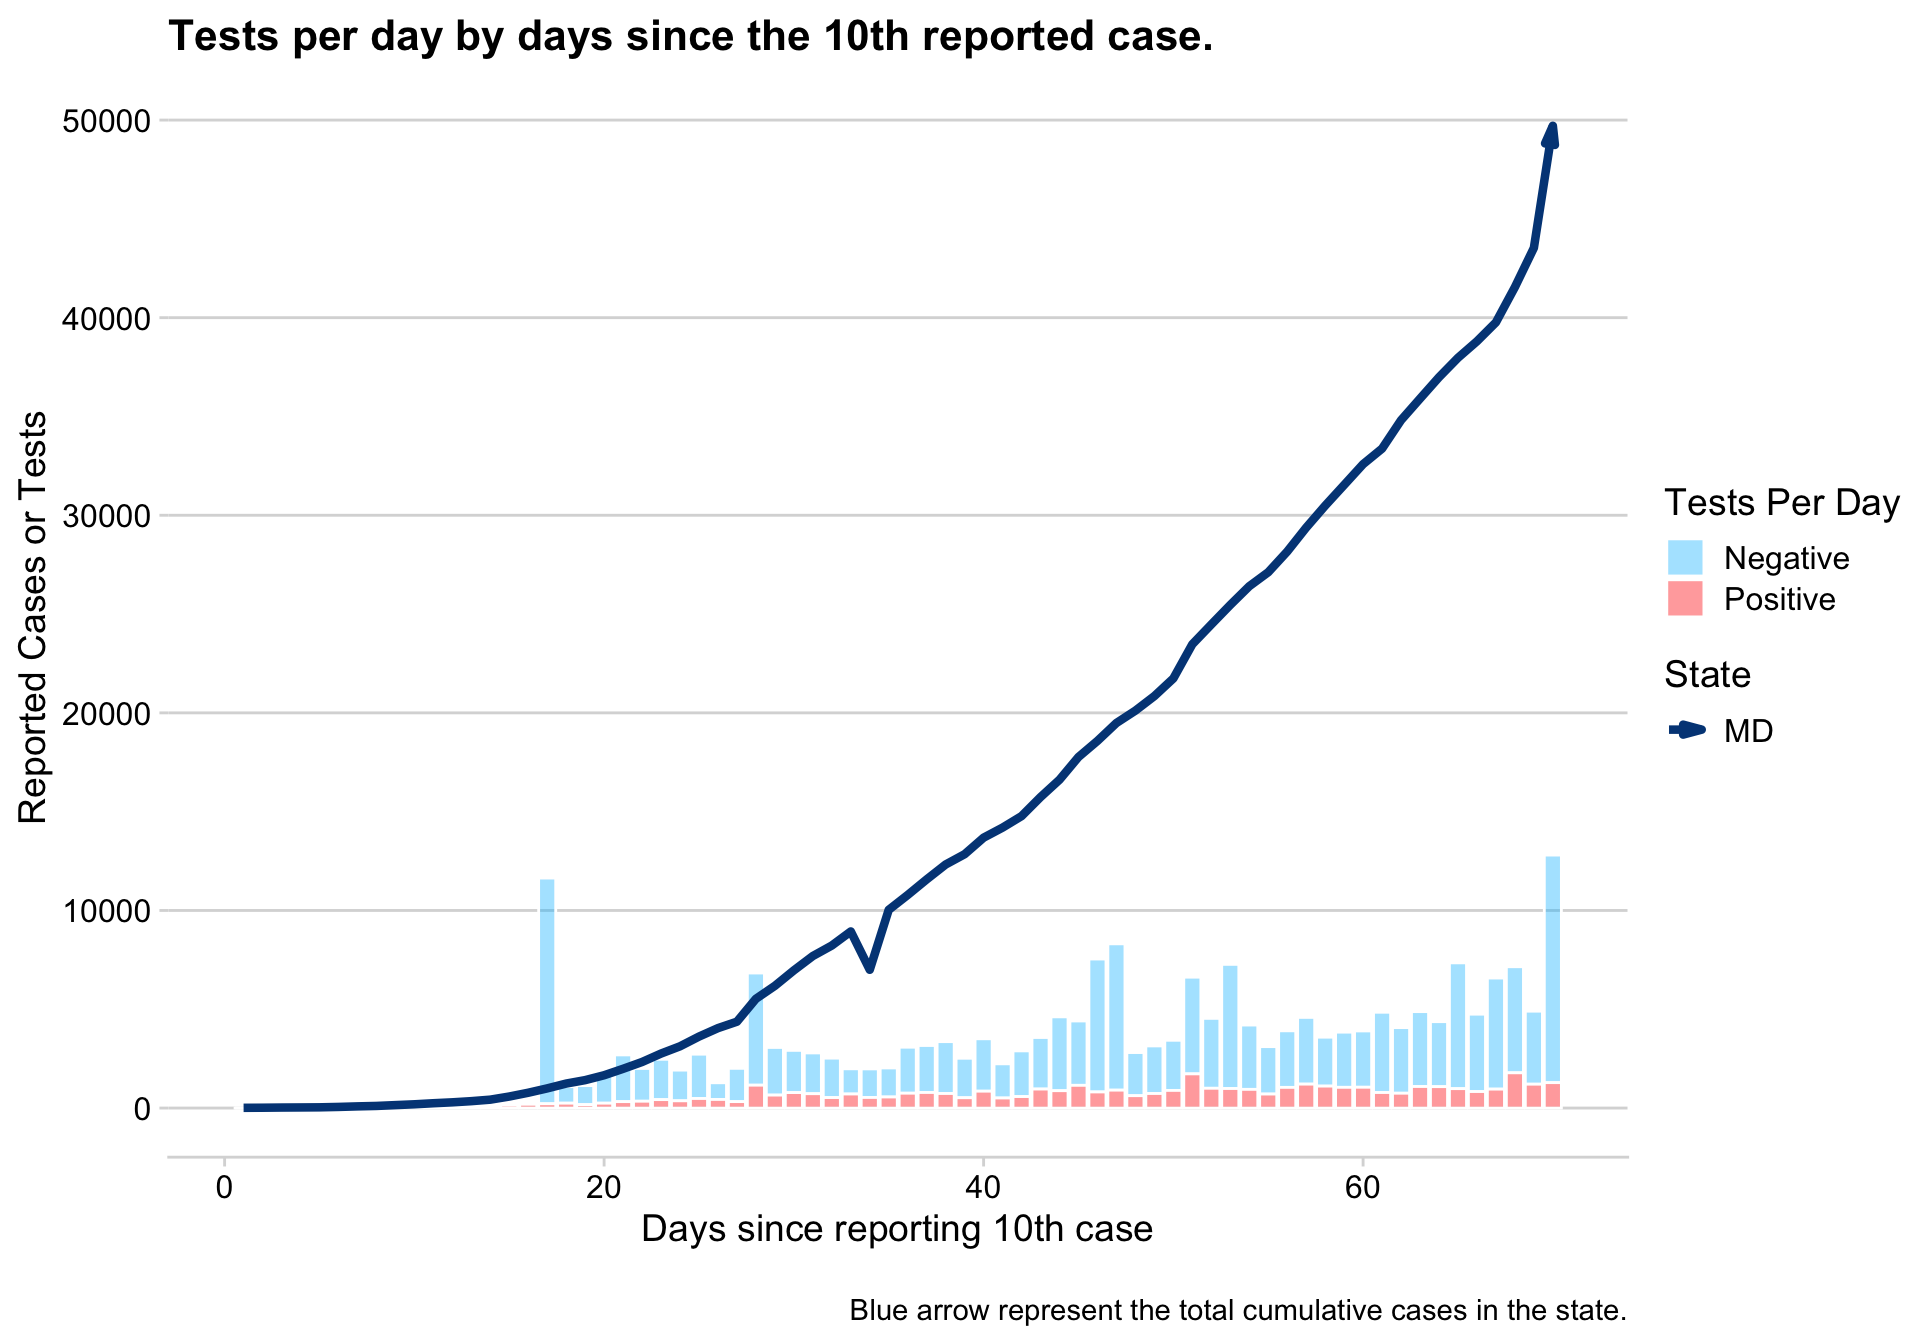 Tests per day by days since the 10th reported case.
50000
40000
30000
20000
10000
0
Reported Cases or Tests
0 20 40 60
Days since reporting 10th case
Tests Per Day
Negative
Positive
State
MD
Blue arrow represent the total cumulative cases in the state.